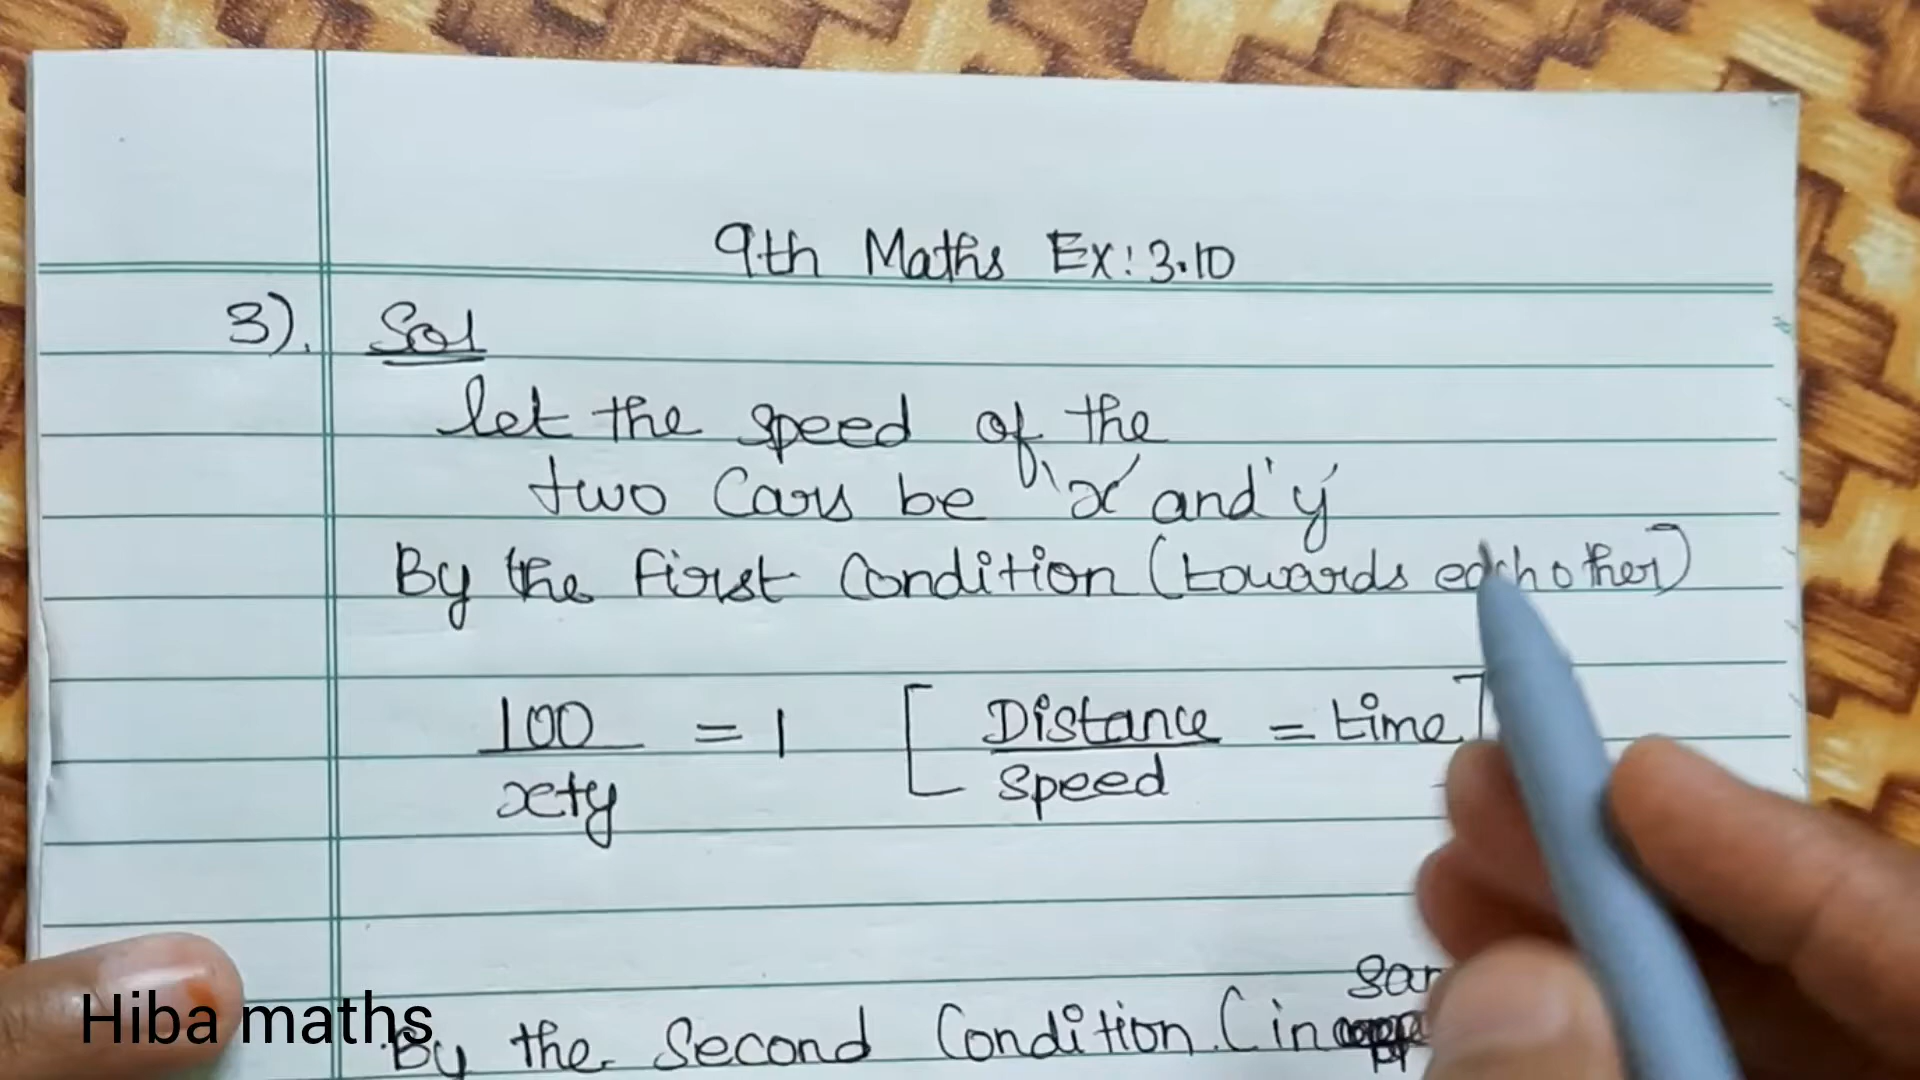 9th Maths Ex: 3.10
3). Sol
let the speed of the
two Cars be 'x' and 'y'
By the First Condition (towards each other)
100 / x+y = 1 [ Distance / Speed = time ]
By the Second Condition (in
Hiba maths